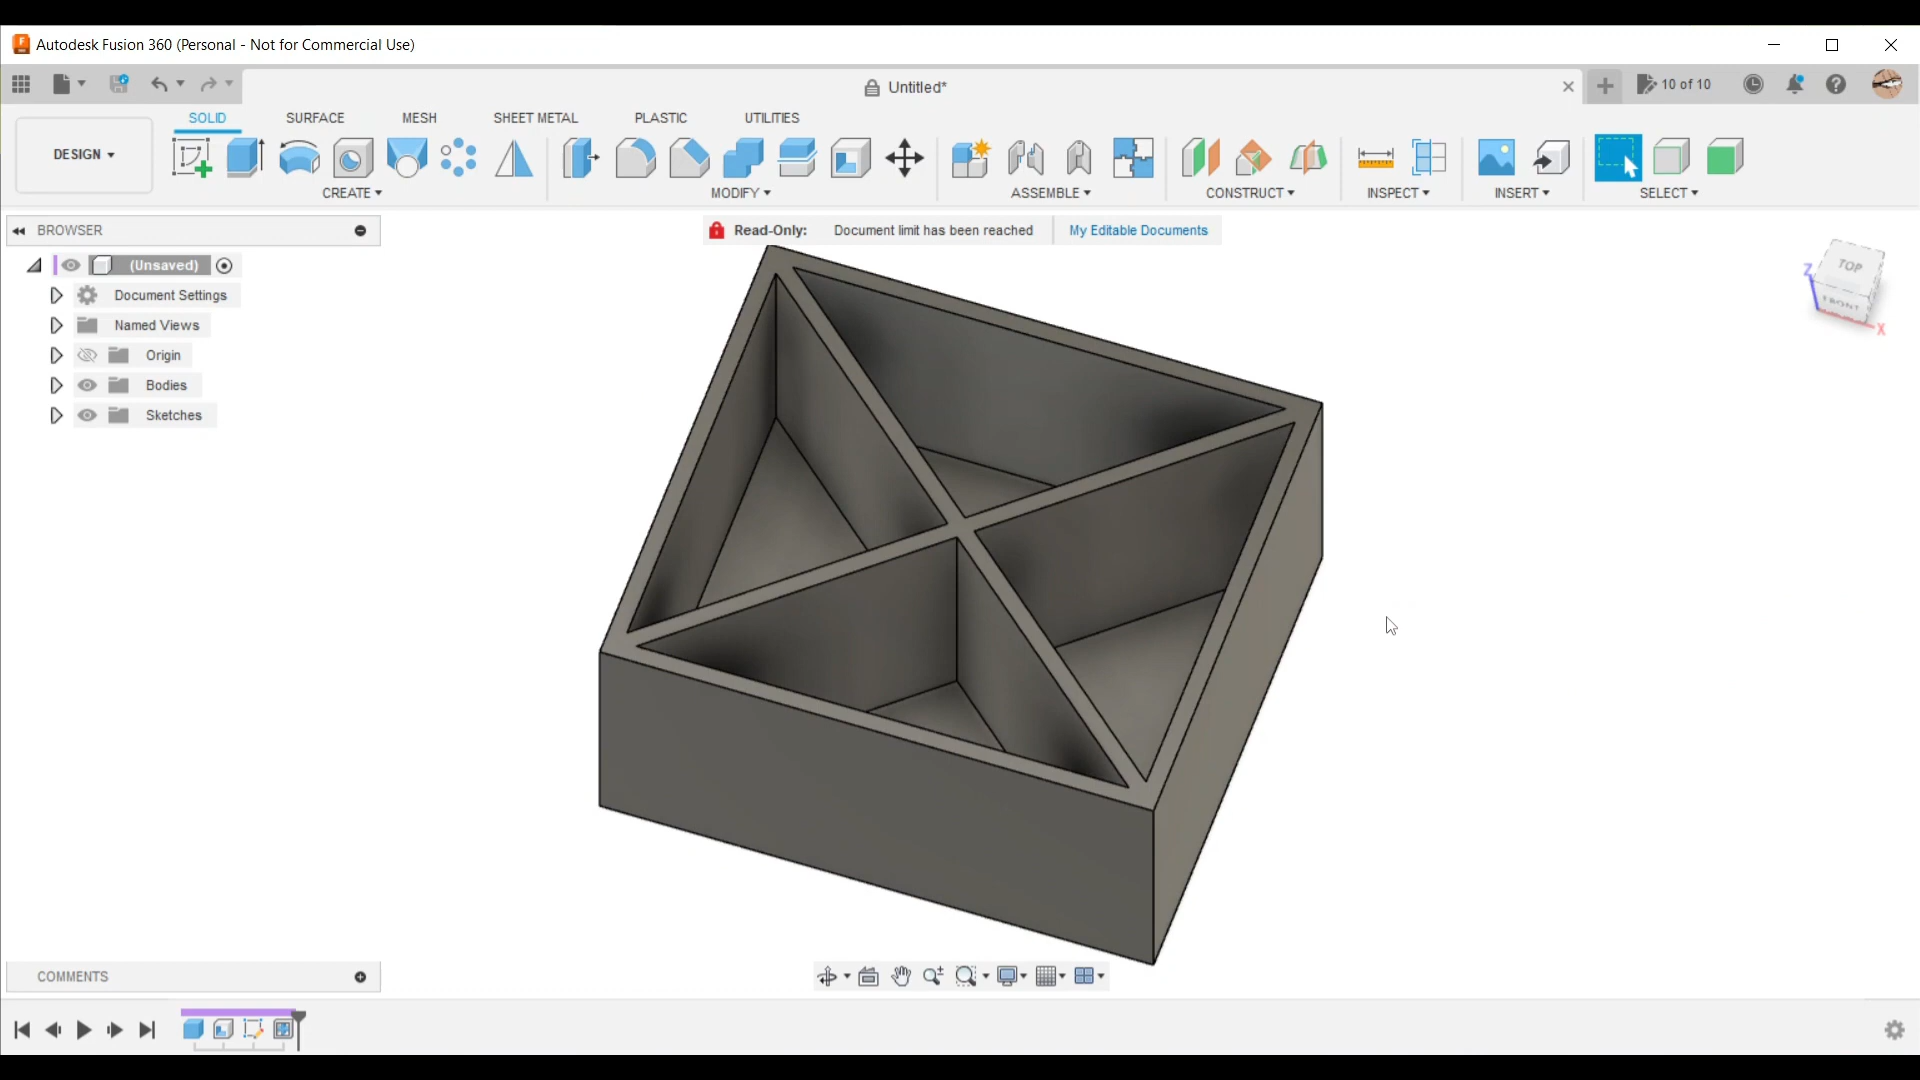 Autodesk Fusion 360 (Personal - Not for Commercial Use)
Untitled*
10 of 10
SOLID SURFACE MESH SHEET METAL PLASTIC UTILITIES
DESIGN
CREATE MODIFY ASSEMBLE CONSTRUCT INSPECT INSERT SELECT
BROWSER
Read-Only: Document limit has been reached My Editable Documents
(Unsaved)
Document Settings
Named Views
Origin
Bodies
Sketches
TOP
FRONT
Z
X
COMMENTS